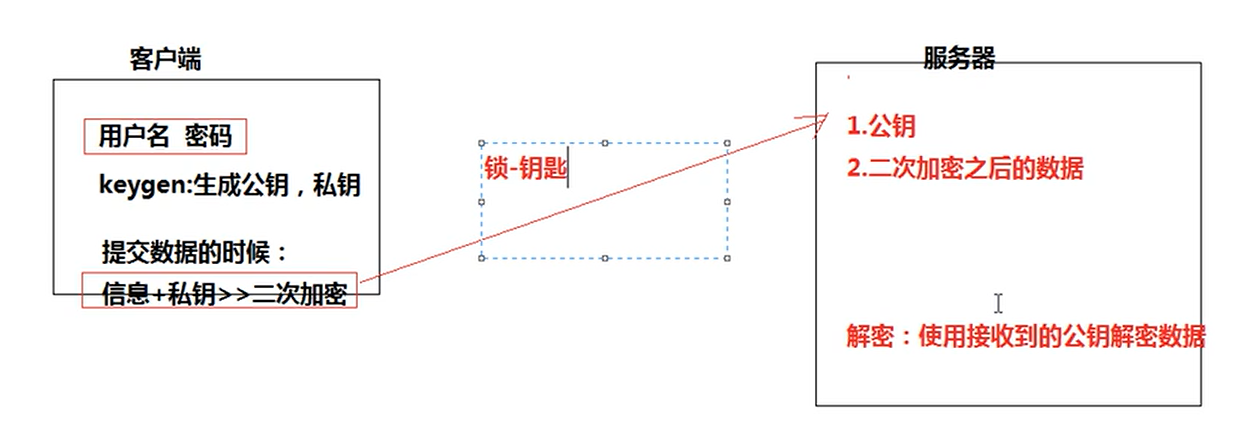 客户端
用户名 密码
keygen:生成公钥，私钥
提交数据的时候：
信息+私钥>>二次加密
锁-钥匙
服务器
1.公钥
2.二次加密之后的数据
解密：使用接收到的公钥解密数据